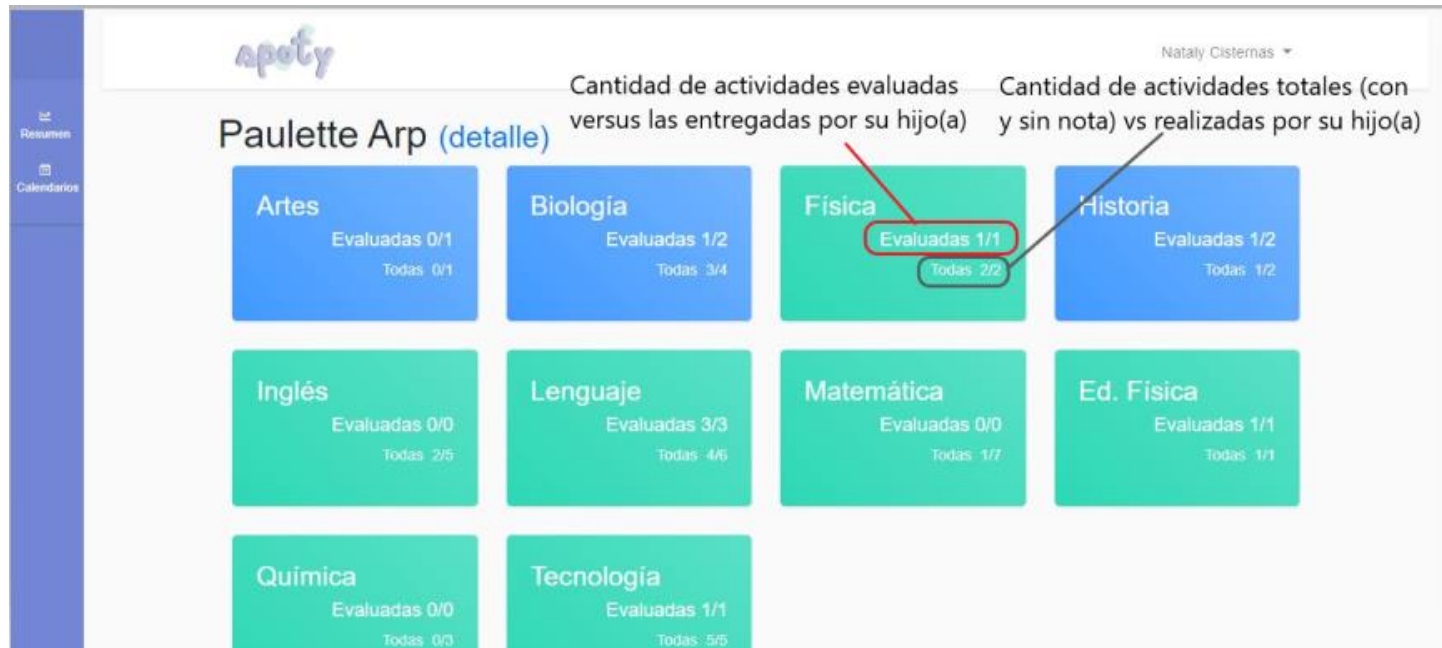 apoty
Nataly Cisternas
Cantidad de actividades evaluadas
versus las entregadas por su hijo(a)
Cantidad de actividades totales (con
y sin nota) vs realizadas por su hijo(a)
Resumen
Calendarios
Paulette Arp (detalle)
Artes
Evaluadas 0/1
Todas 0/1
Biología
Evaluadas 1/2
Todas 3/4
Física
Evaluadas 1/1
Todas 2/2
Historia
Evaluadas 1/2
Todas 1/2
Inglés
Evaluadas 0/0
Todas 2/5
Lenguaje
Evaluadas 3/3
Todas 4/6
Matemática
Evaluadas 0/0
Todas 1/7
Ed. Física
Evaluadas 1/1
Todas 1/1
Química
Evaluadas 0/0
Todas 0/3
Tecnología
Evaluadas 1/1
Todas 5/5